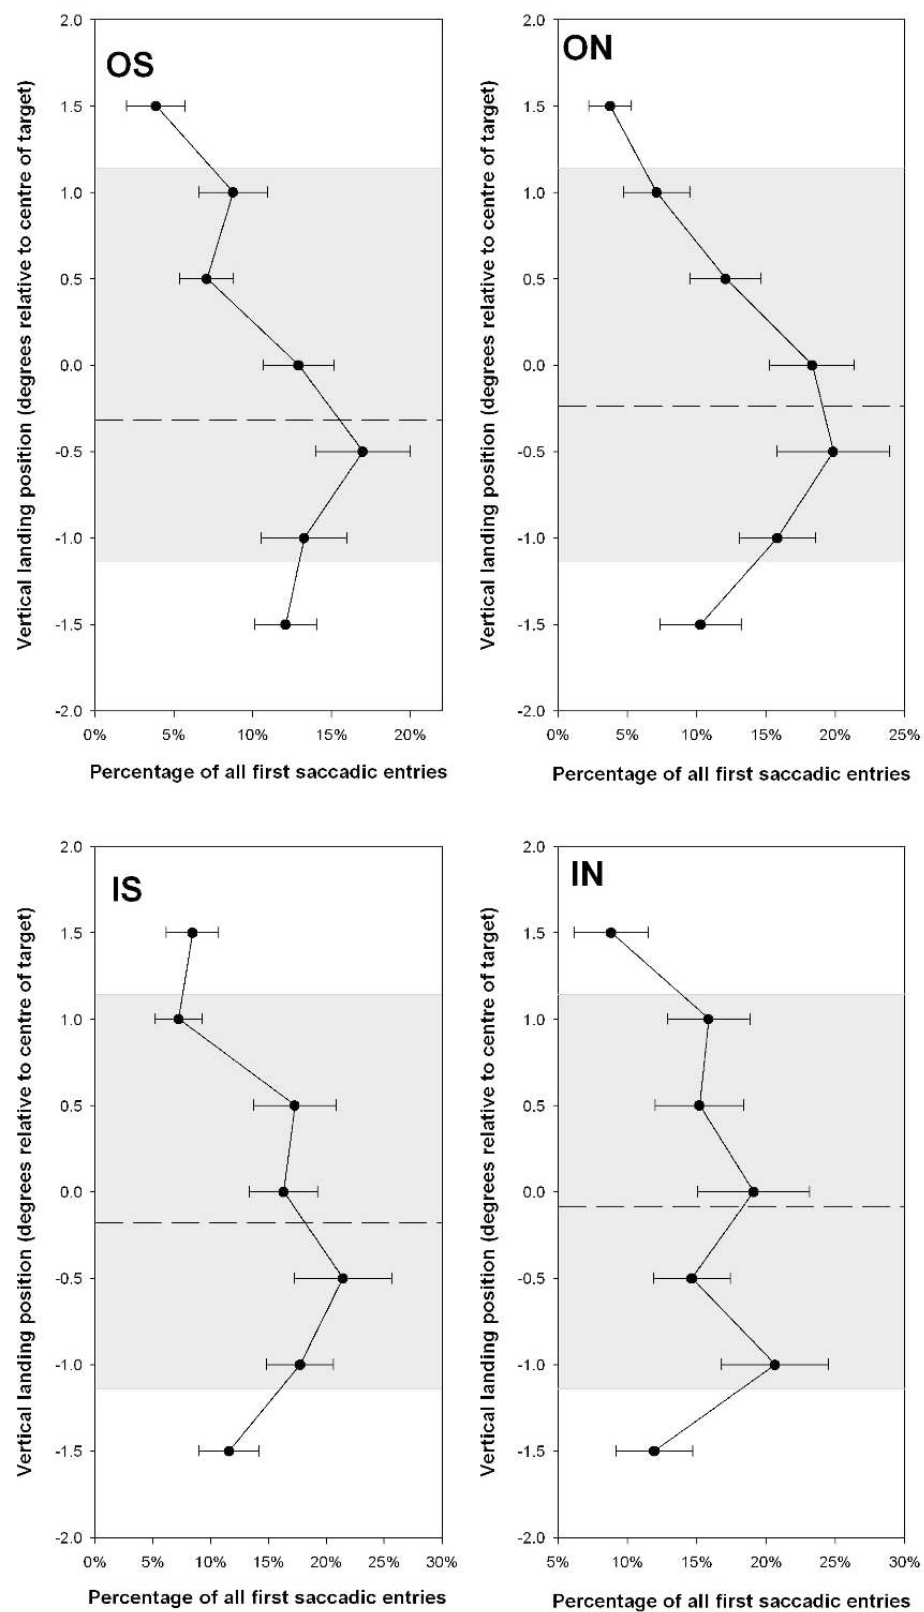 OS
Vertical landing position (degrees relative to centre of target)
2.0
1.5
1.0
0.5
0.0
-0.5
-1.0
-1.5
-2.0
0% 5% 10% 15% 20%
Percentage of all first saccadic entries
ON
Vertical landing position (degrees relative to centre of target)
2.0
1.5
1.0
0.5
0.0
-0.5
-1.0
-1.5
-2.0
0% 5% 10% 15% 20% 25%
Percentage of all first saccadic entries
IS
Vertical landing position (degrees relative to centre of target)
2.0
1.5
1.0
0.5
0.0
-0.5
-1.0
-1.5
-2.0
0% 5% 10% 15% 20% 25% 30%
Percentage of all first saccadic entries
IN
Vertical landing position (degrees relative to centre of target)
2.0
1.5
1.0
0.5
0.0
-0.5
-1.0
-1.5
-2.0
5% 10% 15% 20% 25% 30%
Percentage of all first saccadic entries